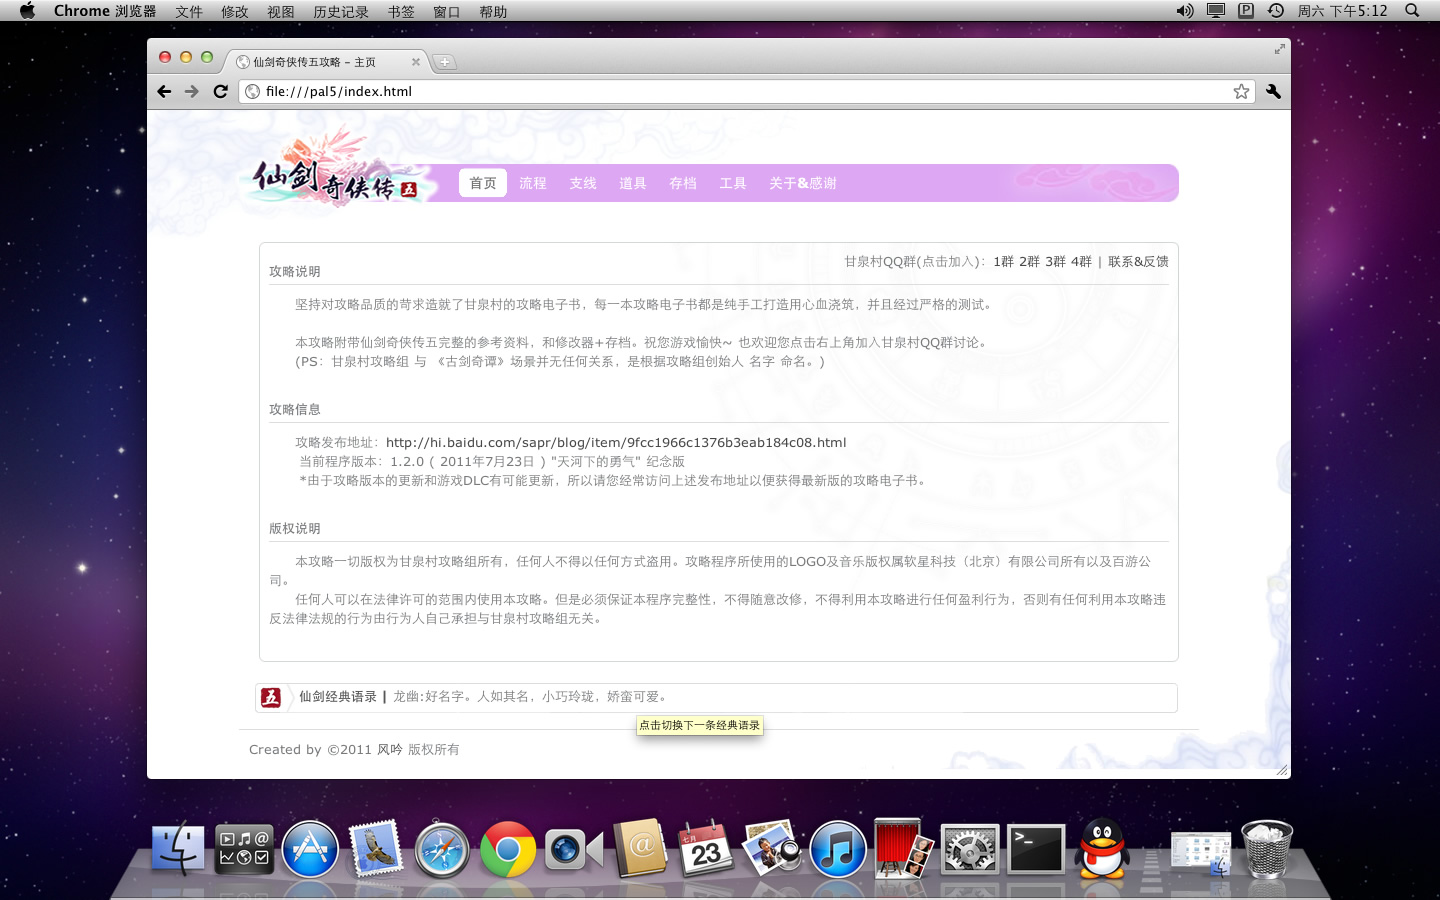 Chrome 浏览器 文件 修改 视图 历史记录 书签 窗口 帮助 周六 下午5:12
仙剑奇侠传五攻略 – 主页
file:///pal5/index.html
仙剑奇侠传 五
首页 流程 支线 道具 存档 工具 关于&感谢
甘泉村QQ群(点击加入)：1群 2群 3群 4群 | 联系&反馈
攻略说明
坚持对攻略品质的苛求造就了甘泉村的攻略电子书，每一本攻略电子书都是纯手工打造用心血浇筑，并且经过严格的测试。
本攻略附带仙剑奇侠传五完整的参考资料，和修改器+存档。祝您游戏愉快~ 也欢迎您点击右上角加入甘泉村QQ群讨论。
(PS：甘泉村攻略组 与 《古剑奇谭》场景并无任何关系，是根据攻略组创始人 名字 命名。)
攻略信息
攻略发布地址：http://hi.baidu.com/sapr/blog/item/9fcc1966c1376b3eab184c08.html
当前程序版本：1.2.0 ( 2011年7月23日 ) "天河下的勇气" 纪念版
*由于攻略版本的更新和游戏DLC有可能更新，所以请您经常访问上述发布地址以便获得最新版的攻略电子书。
版权说明
本攻略一切版权为甘泉村攻略组所有，任何人不得以任何方式盗用。攻略程序所使用的LOGO及音乐版权属软星科技（北京）有限公司所有以及百游公
司。
任何人可以在法律许可的范围内使用本攻略。但是必须保证本程序完整性，不得随意改修，不得利用本攻略进行任何盈利行为，否则有任何利用本攻略违
反法律法规的行为由行为人自己承担与甘泉村攻略组无关。
五 仙剑经典语录 | 龙幽:好名字。人如其名，小巧玲珑，娇蛮可爱。
点击切换下一条经典语录
Created by ©2011 风吟 版权所有
七月
23